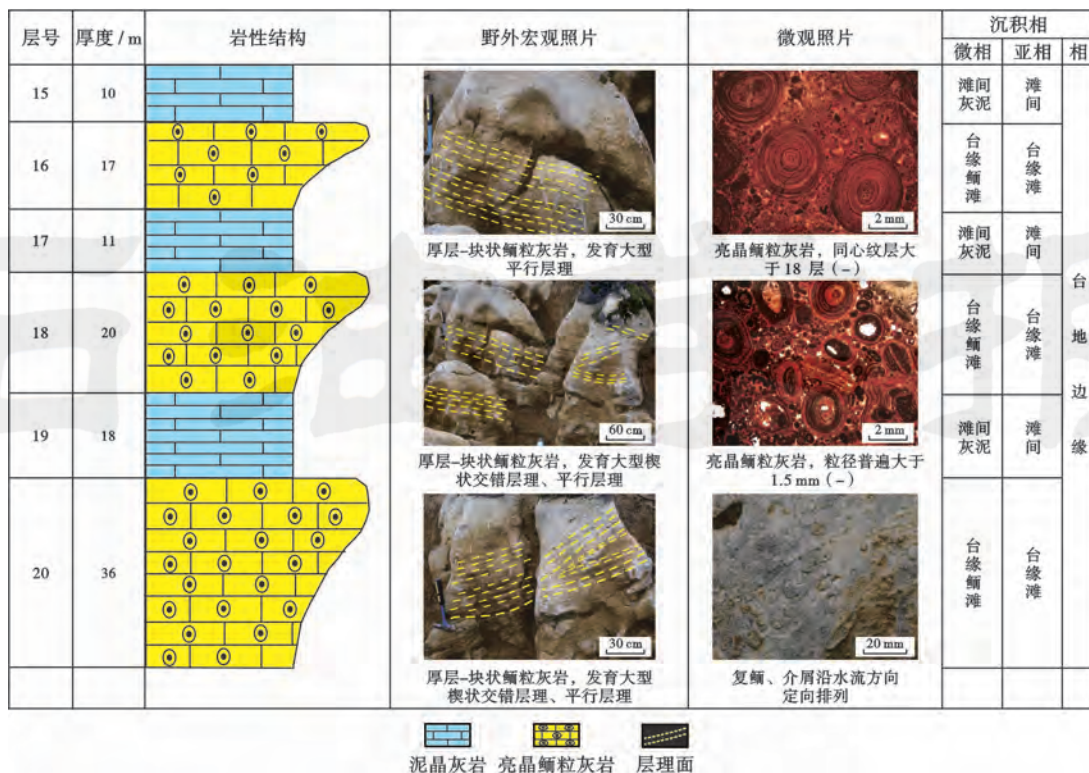 层号 厚度 / m 岩性结构 野外宏观照片 微观照片 沉积相
微相 亚相 相
15 10
滩间
灰泥
滩
间
16 17
30 cm
2 mm
厚层-块状鲕粒灰岩，发育大型
平行层理
亮晶鲕粒灰岩，同心纹层大
于 18 层 (-)
台
缘
鲕
滩
台
缘
滩
17 11
滩间
灰泥
滩
间
18 20
60 cm
2 mm
厚层-块状鲕粒灰岩，发育大型楔
状交错层理、平行层理
亮晶鲕粒灰岩，粒径普遍大于
1.5 mm (-)
台
缘
鲕
滩
台
缘
滩
19 18
滩间
灰泥
滩
间
20 36
30 cm
20 mm
厚层-块状鲕粒灰岩，发育大型
楔状交错层理、平行层理
复鲕、介屑沿水流方向
定向排列
台
缘
鲕
滩
台
缘
滩
台
地
边
缘
泥晶灰岩 亮晶鲕粒灰岩 层理面